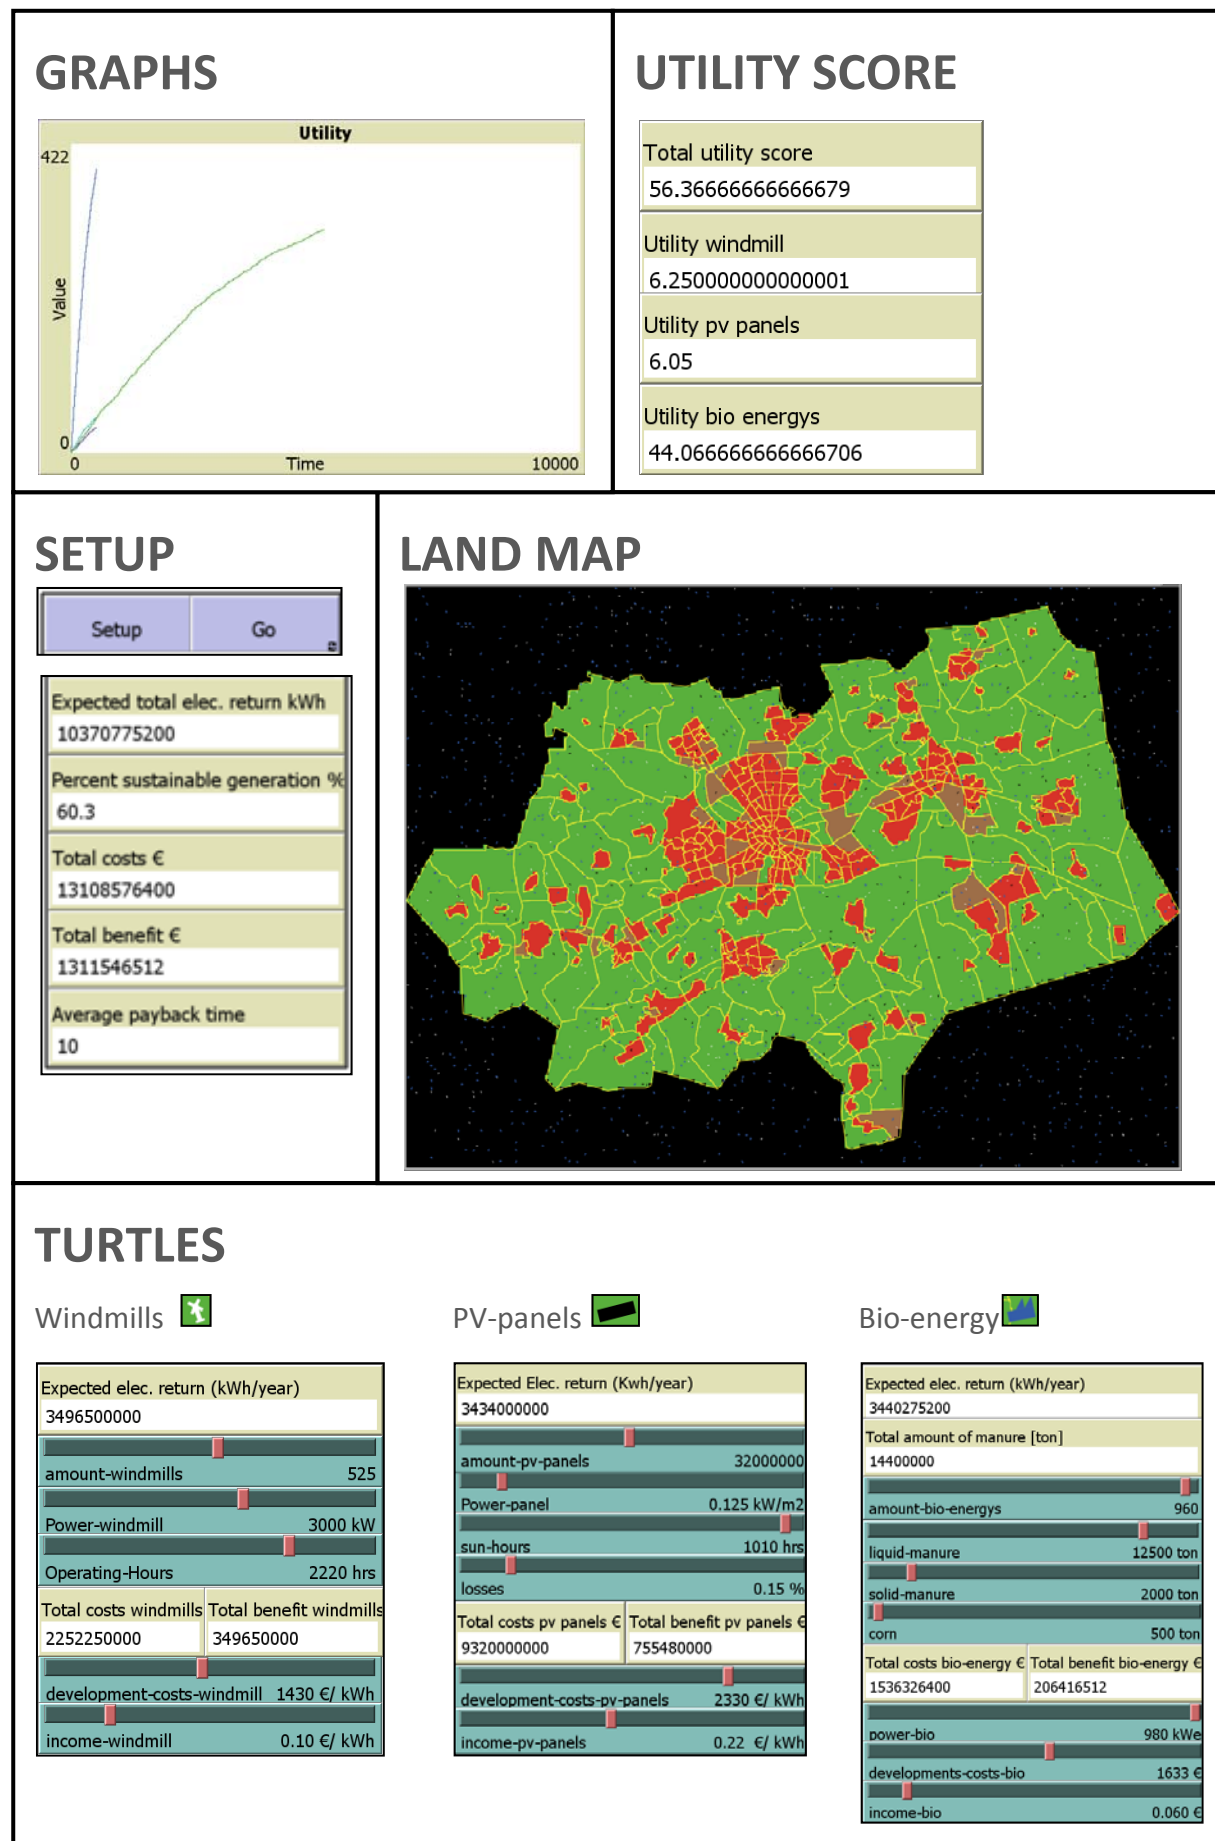 GRAPHS
Utility
422
Value
0
0
Time
10000
UTILITY SCORE
Total utility score
56.36666666666679
Utility windmill
6.250000000000001
Utility pv panels
6.05
Utility bio energys
44.066666666666706
SETUP
Setup
Go
Expected total elec. return kWh
10370775200
Percent sustainable generation %
60.3
Total costs €
13108576400
Total benefit €
1311546512
Average payback time
10
LAND MAP
TURTLES
Windmills
Expected elec. return (kWh/year)
3496500000
amount-windmills 525
Power-windmill 3000 kW
Operating-Hours 2220 hrs
Total costs windmills Total benefit windmills
2252250000 349650000
development-costs-windmill 1430 €/ kWh
income-windmill 0.10 €/ kWh
PV-panels
Expected Elec. return (Kwh/year)
3434000000
amount-pv-panels 32000000
Power-panel 0.125 kW/m2
sun-hours 1010 hrs
losses 0.15 %
Total costs pv panels € Total benefit pv panels €
9320000000 755480000
development-costs-pv-panels 2330 €/ kWh
income-pv-panels 0.22 €/ kWh
Bio-energy
Expected elec. return (kWh/year)
3440275200
Total amount of manure [ton]
14400000
amount-bio-energys 960
liquid-manure 12500 ton
solid-manure 2000 ton
corn 500 ton
Total costs bio-energy € Total benefit bio-energy €
1536326400 206416512
power-bio 980 kWe
developments-costs-bio 1633 €
income-bio 0.060 €